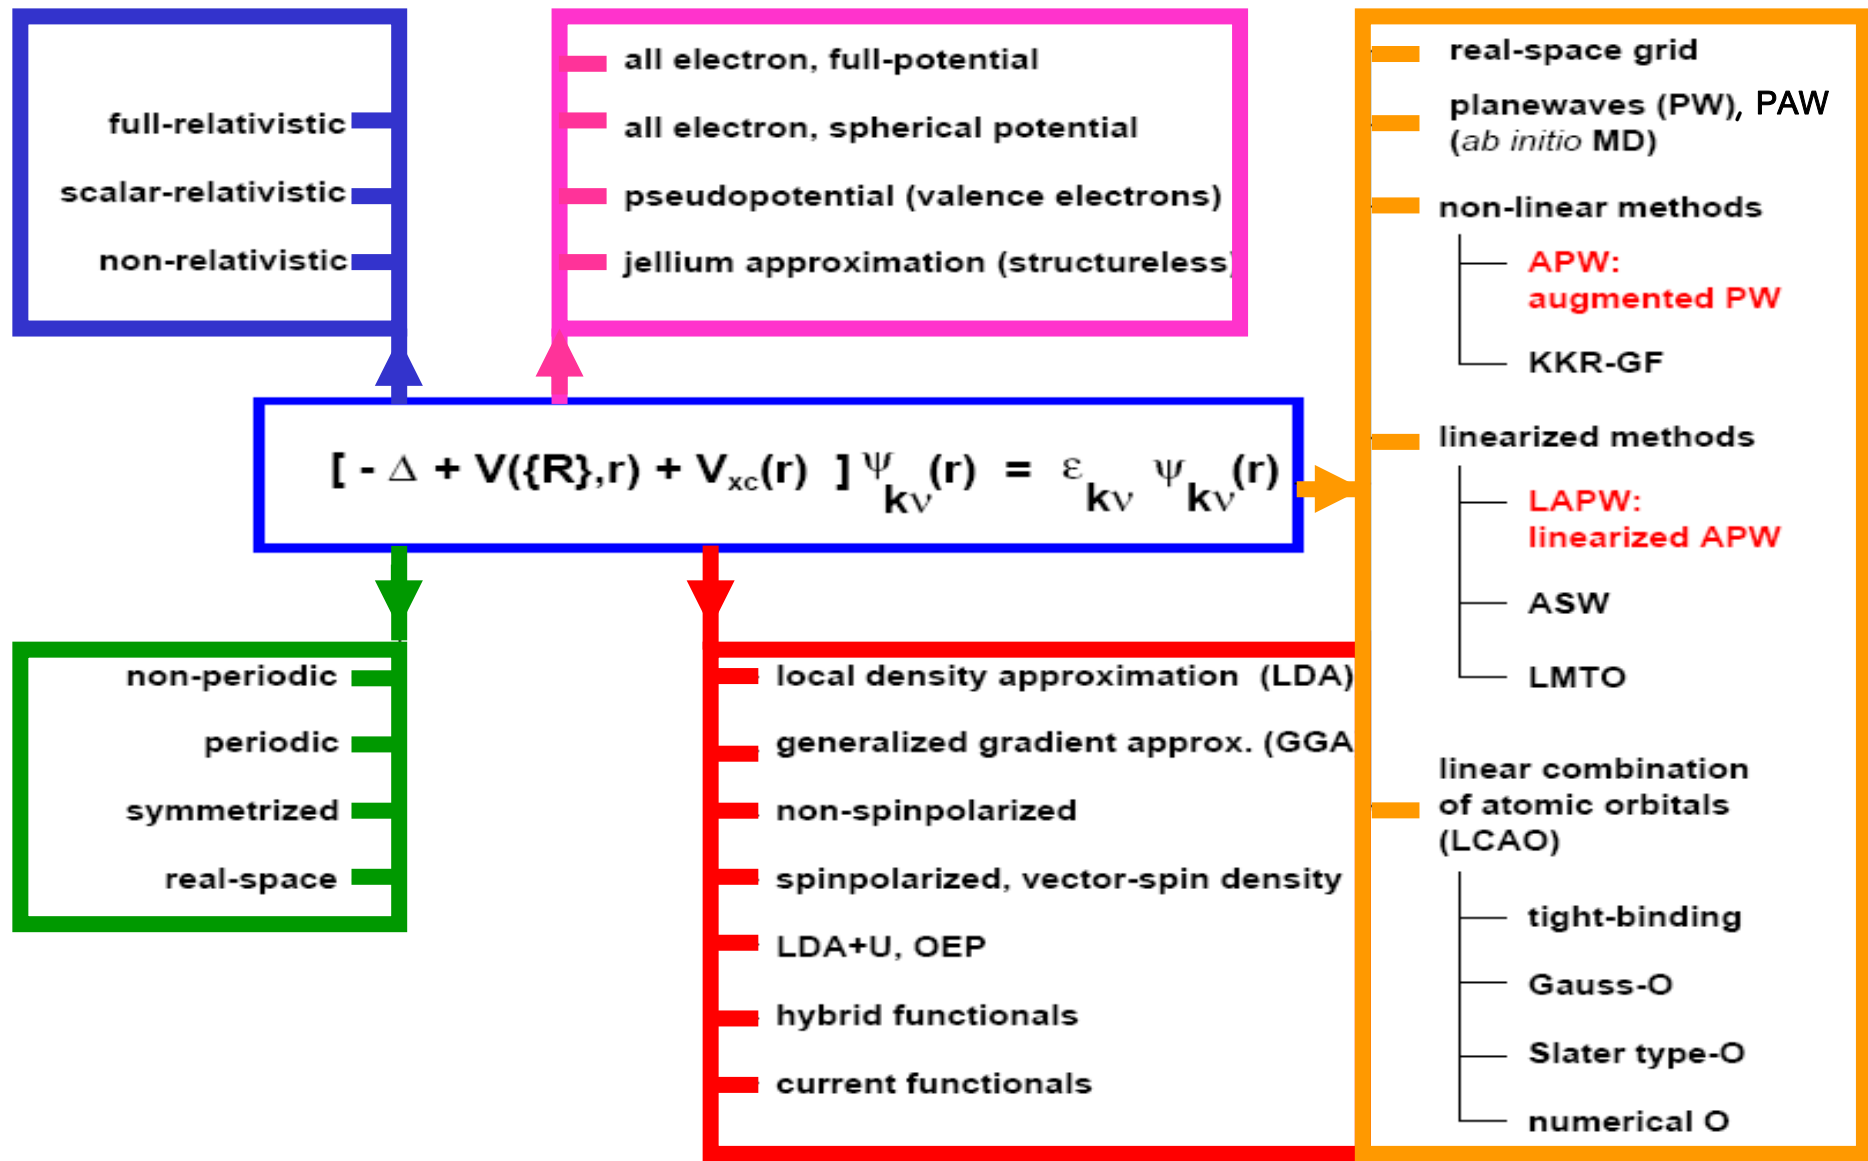 full-relativistic
scalar-relativistic
non-relativistic
all electron, full-potential
all electron, spherical potential
pseudopotential (valence electrons)
jellium approximation (structureless)
[ - Δ + V({R},r) + Vxc(r) ] ψkν(r) = εkν ψkν(r)
non-periodic
periodic
symmetrized
real-space
local density approximation (LDA)
generalized gradient approx. (GGA
non-spinpolarized
spinpolarized, vector-spin density
LDA+U, OEP
hybrid functionals
current functionals
real-space grid
planewaves (PW), PAW
(ab initio MD)
non-linear methods
APW:
augmented PW
KKR-GF
linearized methods
LAPW:
linearized APW
ASW
LMTO
linear combination
of atomic orbitals
(LCAO)
tight-binding
Gauss-O
Slater type-O
numerical O